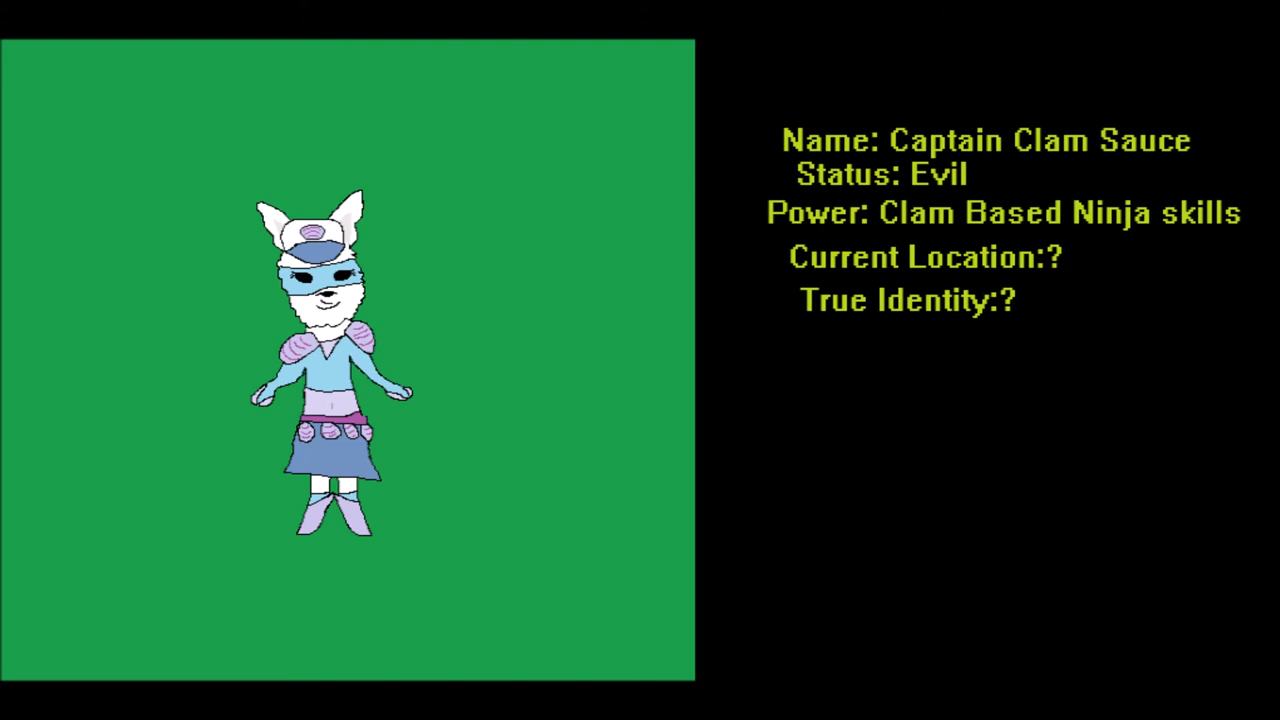 Name: Captain Clam Sauce
Status: Evil
Power: Clam Based Ninja skills
Current Location:?
True Identity:?